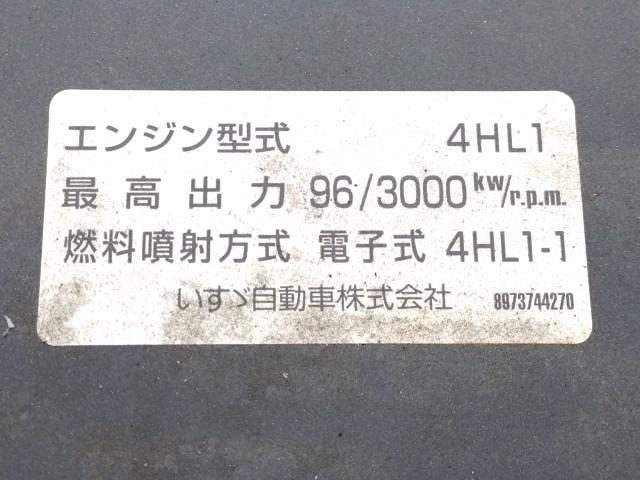 エンジン型式 4HL1
最高出力 96/3000 kw/r.p.m.
燃料噴射方式 電子式 4HL1-1
いすゞ自動車株式会社 8973744270